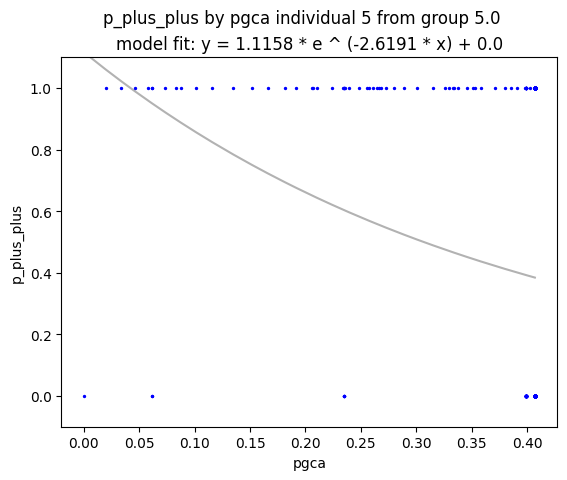 p_plus_plus by pgca individual 5 from group 5.0
model fit: y = 1.1158 * e ^ (-2.6191 * x) + 0.0
1.0
0.8
0.6
0.4
0.2
0.0
p_plus_plus
0.00 0.05 0.10 0.15 0.20 0.25 0.30 0.35 0.40
pgca